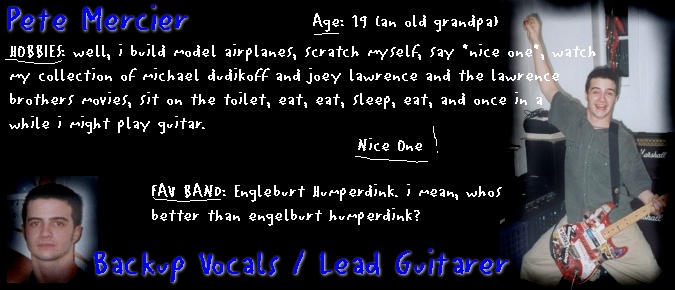 Pete Mercier
Age: 19 (an old grandpa)
HOBBIES: well, i build model airplanes, scratch myself, say "nice one", watch
my collection of michael dudikoff and joey lawrence and the lawrence
brothers movies, sit on the toilet, eat, eat, sleep, eat, and once in a
while i might play guitar.
Nice One!
FAV BAND: Engleburt Humperdink. i mean, whos
better than engelburt humperdink?
Backup Vocals / Lead Guitarer
Marshall